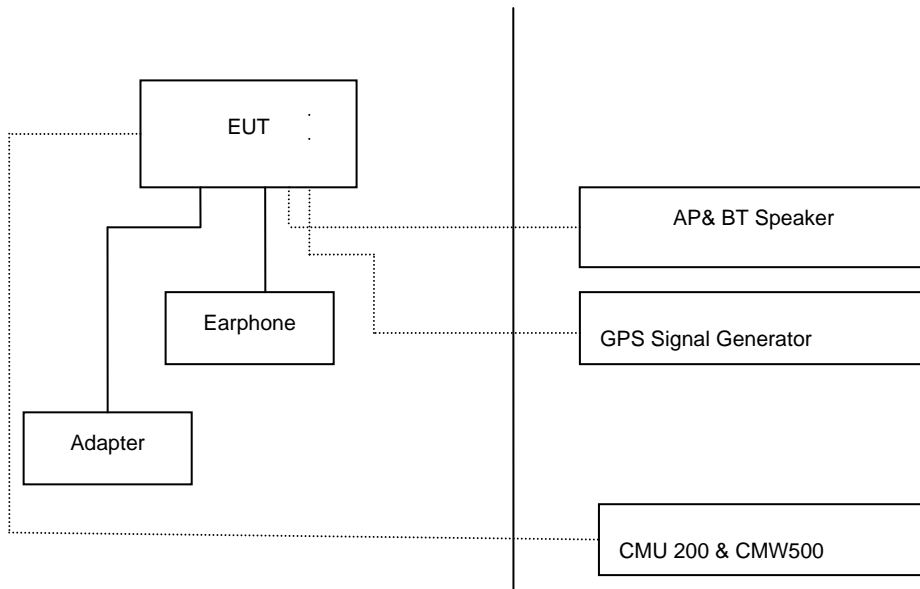 EUT
AP& BT Speaker
Earphone
GPS Signal Generator
Adapter
CMU 200 & CMW500